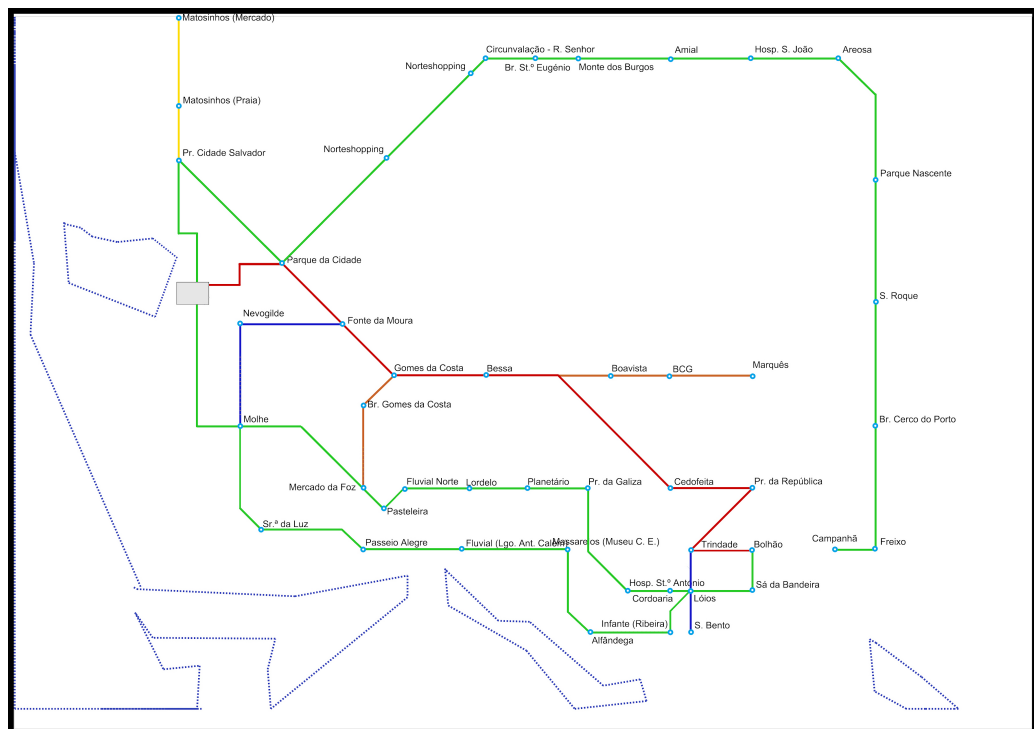 Matosinhos (Mercado)
Circunvalação - R. Senhor
Amial
Hosp. S. João
Areosa
Norteshopping
Br. St.º Eugénio
Monte dos Burgos
Matosinhos (Praia)
Pr. Cidade Salvador
Norteshopping
Parque Nascente
Parque da Cidade
S. Roque
Nevogilde
Fonte da Moura
Gomes da Costa
Bessa
Boavista
BCG
Marquês
Br. Gomes da Costa
Molhe
Br. Cerco do Porto
Mercado da Foz
Fluvial Norte
Lordelo
Planetário
Pr. da Galiza
Cedofeita
Pr. da República
Pasteleira
Sr.ª da Luz
Passeio Alegre
Fluvial (Lgo. Ant. Calém)
Massarelos (Museu C. E.)
Trindade
Bolhão
Campanhã
Freixo
Hosp. St.º António
Sá da Bandeira
Cordoaria
Lóios
Infante (Ribeira)
S. Bento
Alfândega